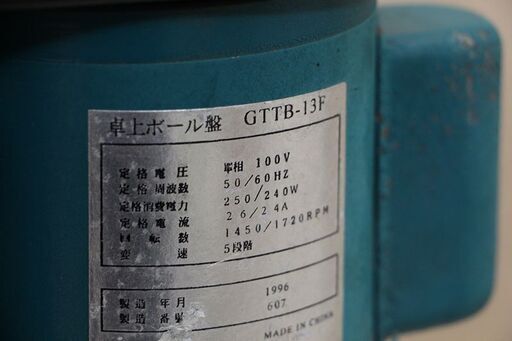 卓上ボール盤 GTTB-13F
定格電圧 単相 100V
定格周波数 50/60HZ
定格消費電力 250/240W
定格電流 2.6/2.4A
回転数 1450/1720RPM
変速 5段階
製造年月 1996
製造番号 607
MADE IN CHINA